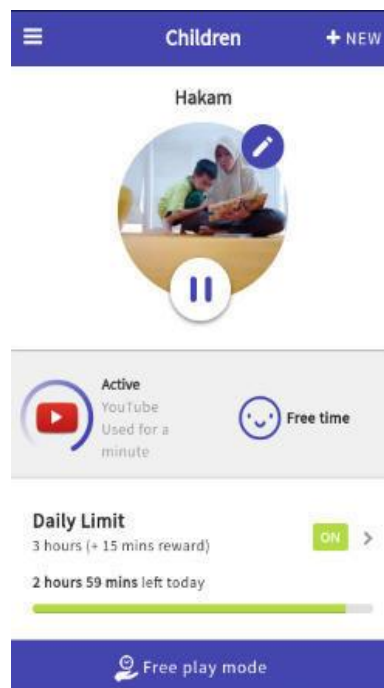 Children
+ NEW
Hakam
Active
YouTube
Used for a
minute
Free time
Daily Limit
3 hours (+ 15 mins reward)
ON
2 hours 59 mins left today
Free play mode